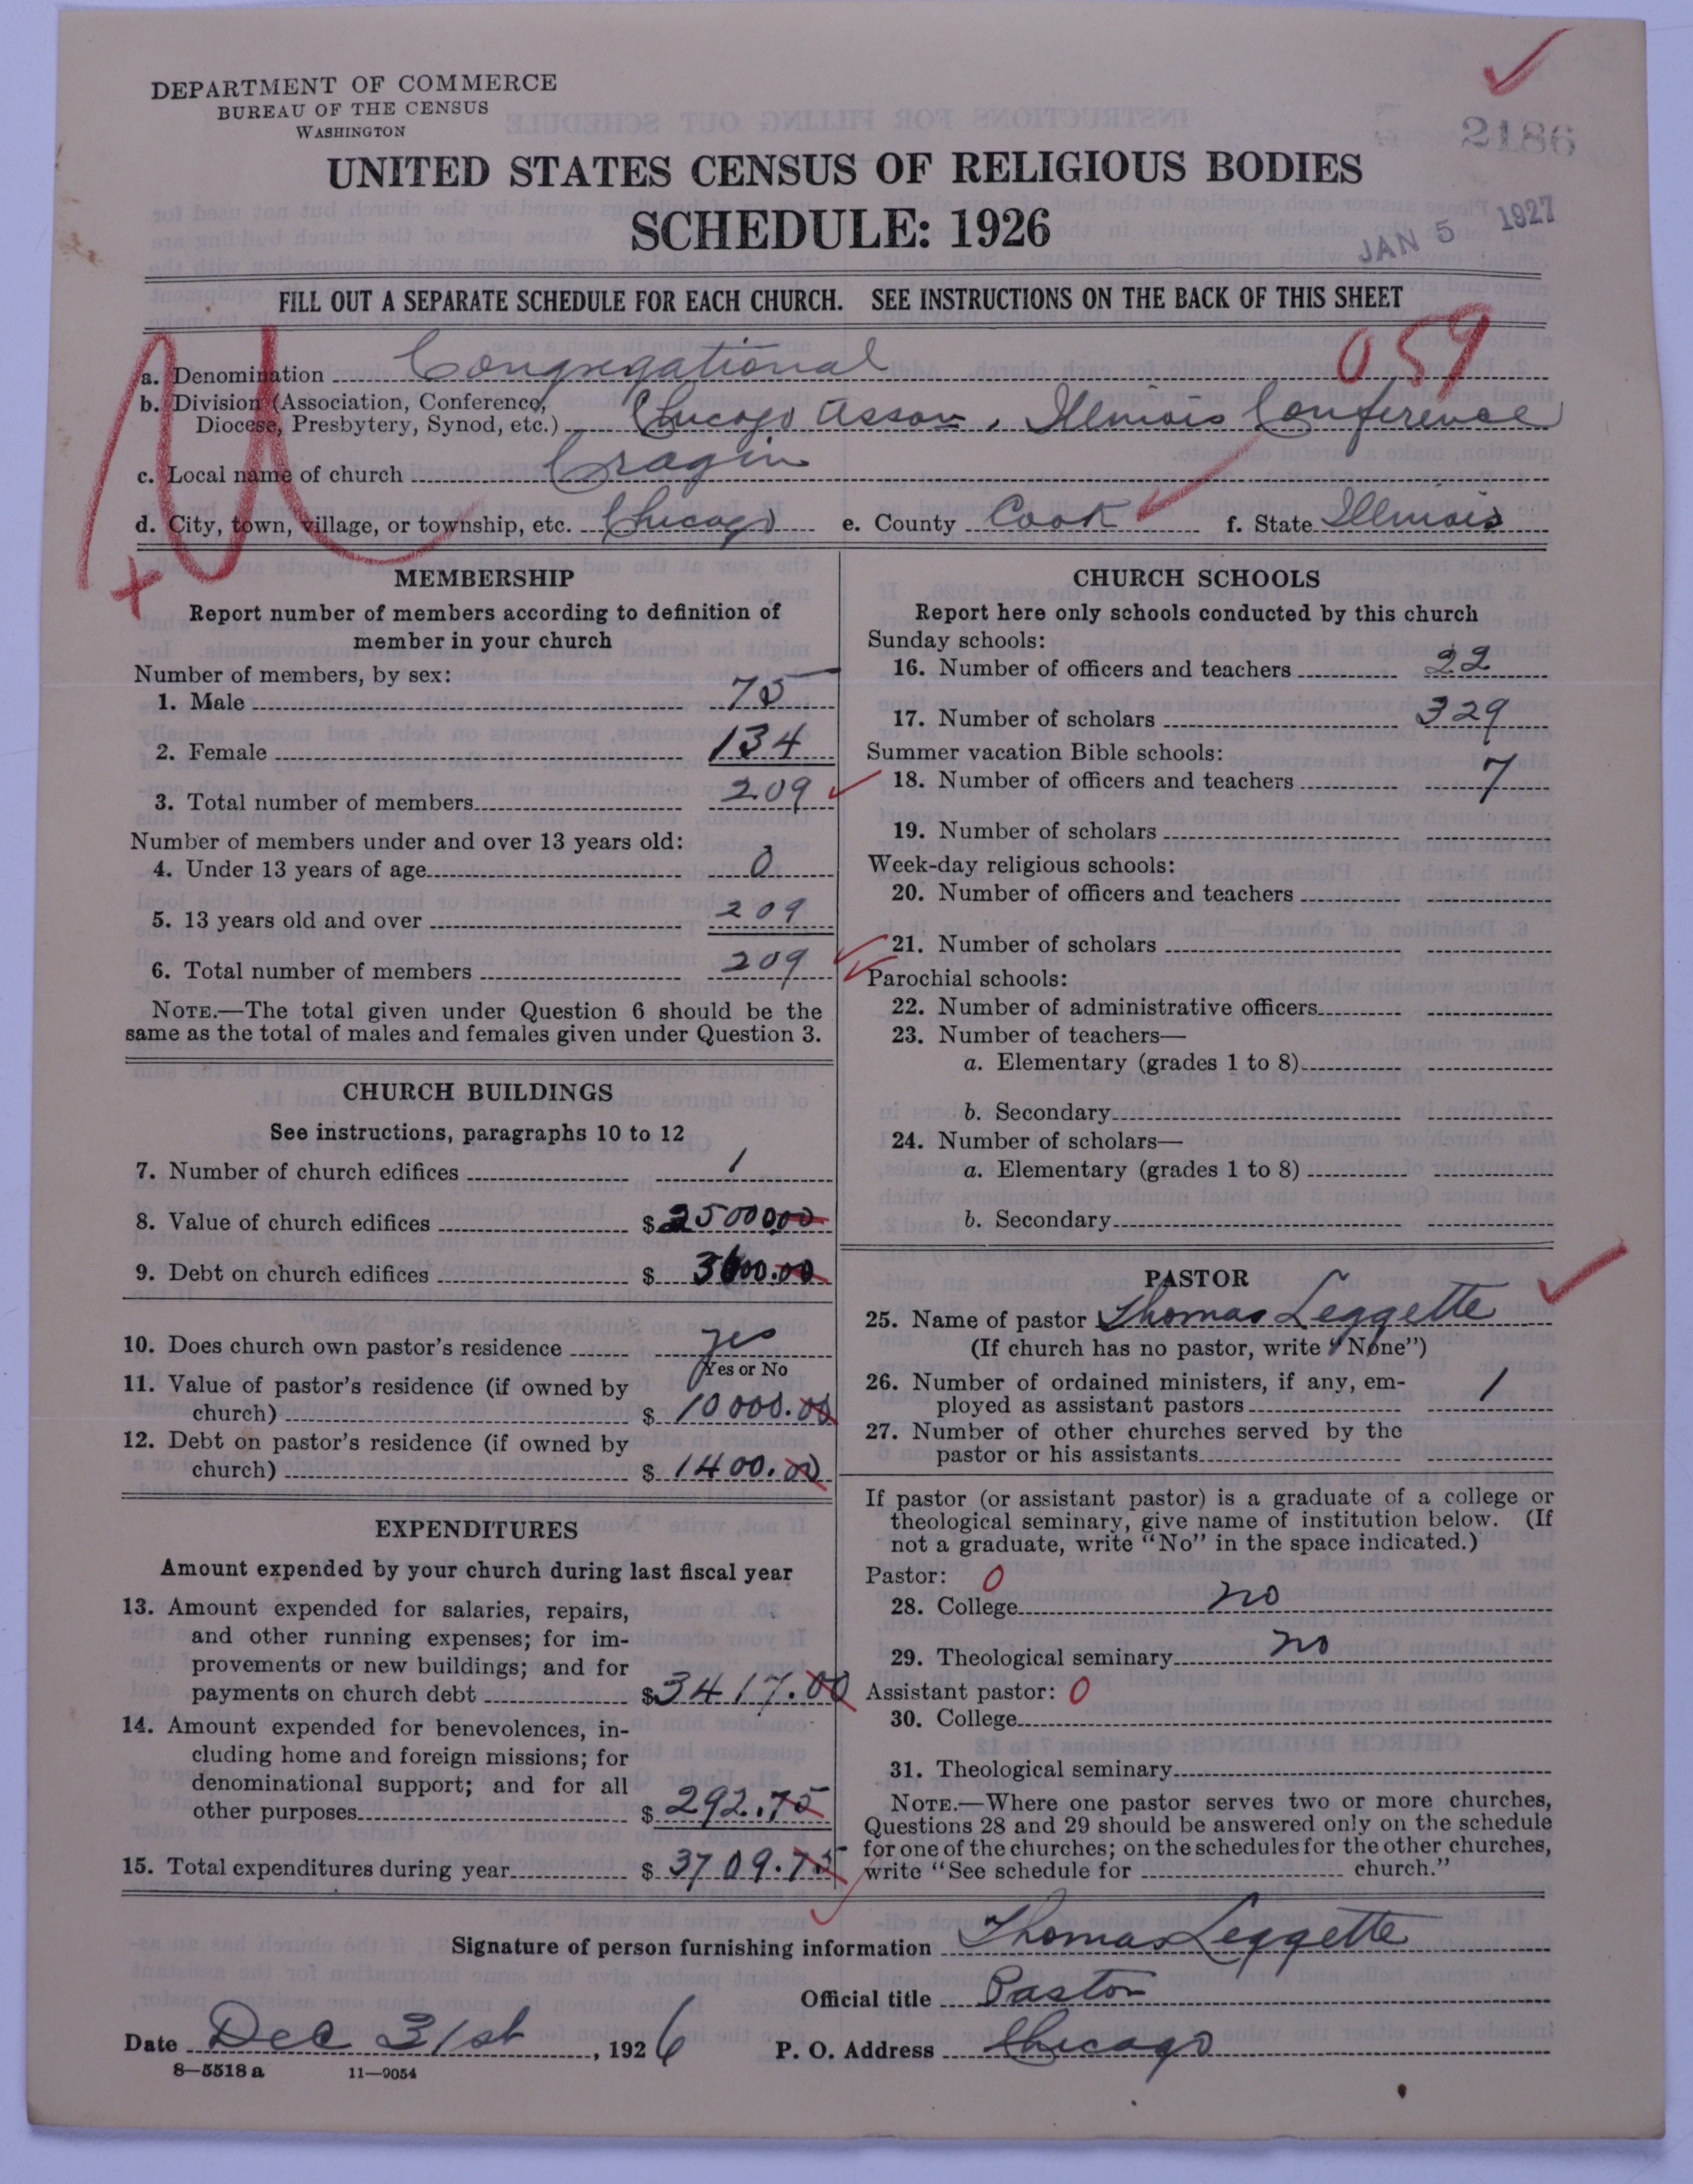 DEPARTMENT OF COMMERCE
BUREAU OF THE CENSUS
WASHINGTON
2186
UNITED STATES CENSUS OF RELIGIOUS BODIES
SCHEDULE: 1926
JAN 5 1927
FILL OUT A SEPARATE SCHEDULE FOR EACH CHURCH. SEE INSTRUCTIONS ON THE BACK OF THIS SHEET
059
a. Denomination Congregational
b. Division (Association, Conference,
Diocese, Presbytery, Synod, etc.) Chicago Asson, Illinois Conference
c. Local name of church Cragin
d. City, town, village, or township, etc. Chicago e. County Cook f. State Illinois
MEMBERSHIP
Report number of members according to definition of
member in your church
Number of members, by sex:
1. Male 75
2. Female 134
3. Total number of members 209
Number of members under and over 13 years old:
4. Under 13 years of age 0
5. 13 years old and over 209
6. Total number of members 209
NOTE.—The total given under Question 6 should be the
same as the total of males and females given under Question 3.
CHURCH BUILDINGS
See instructions, paragraphs 10 to 12
7. Number of church edifices 1
8. Value of church edifices $ 25000.00
9. Debt on church edifices $
10. Does church own pastor's residence yes
Yes or No
11. Value of pastor's residence (if owned by
church) $ 10000.00
12. Debt on pastor's residence (if owned by
church) $ 1400.00
EXPENDITURES
Amount expended by your church during last fiscal year
13. Amount expended for salaries, repairs,
and other running expenses; for im-
provements or new buildings; and for
payments on church debt $ 3417.00
14. Amount expended for benevolences, in-
cluding home and foreign missions; for
denominational support; and for all
other purposes $ 292.75
15. Total expenditures during year $ 3709.75
CHURCH SCHOOLS
Report here only schools conducted by this church
Sunday schools:
16. Number of officers and teachers 22
17. Number of scholars 329
Summer vacation Bible schools:
18. Number of officers and teachers 7
19. Number of scholars
Week-day religious schools:
20. Number of officers and teachers
21. Number of scholars
Parochial schools:
22. Number of administrative officers
23. Number of teachers—
a. Elementary (grades 1 to 8)
b. Secondary
24. Number of scholars—
a. Elementary (grades 1 to 8)
b. Secondary
PASTOR
25. Name of pastor Thomas Leggette
(If church has no pastor, write "None")
26. Number of ordained ministers, if any, em-
ployed as assistant pastors 1
27. Number of other churches served by the
pastor or his assistants
If pastor (or assistant pastor) is a graduate of a college or
theological seminary, give name of institution below. (If
not a graduate, write "No" in the space indicated.)
Pastor: 0
28. College no
29. Theological seminary no
Assistant pastor: 0
30. College
31. Theological seminary
NOTE.—Where one pastor serves two or more churches,
Questions 28 and 29 should be answered only on the schedule
for one of the churches; on the schedules for the other churches,
write "See schedule for church."
Signature of person furnishing information Thomas Leggette
Official title Pastor
Date Dec 31st, 1926 P. O. Address Chicago
8—5518 a 11—9054